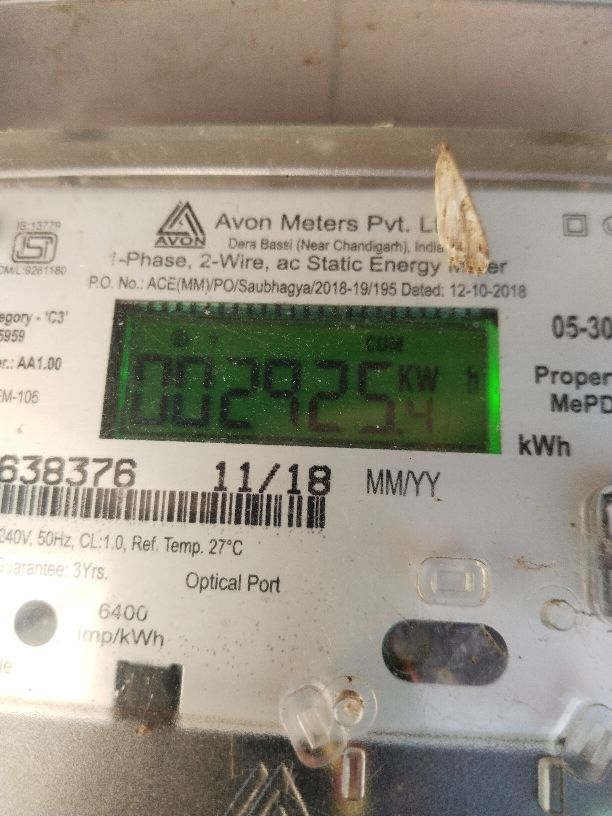 IS:13779
AVON
Avon Meters Pvt.
Dera Bassi (Near Chandigarh), India
1-Phase, 2-Wire, ac Static Energy
CM/L:9261180
P.O. No.: ACE(MM)/PO/Saubhagya/2018-19/195 Dated: 12-10-2018
egory - 'C3'
5959
er.: AA1.00
EM-106
CUM
002925.4 KW h
05-30
Proper
MePD
kWh
638376 11/18 MM/YY
240V, 50Hz, CL:1.0, Ref. Temp. 27°C
Guarantee: 3Yrs.
Optical Port
6400
imp/kWh